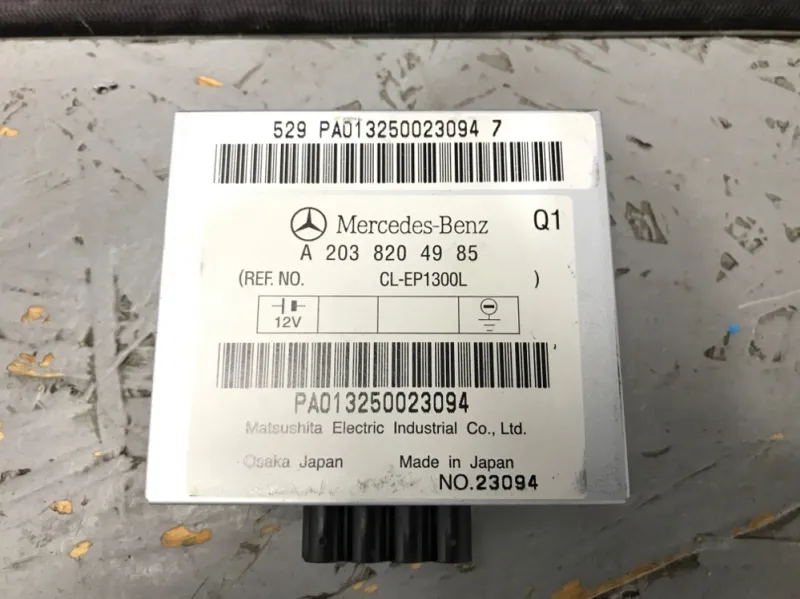 529 PA013250023094 7
Mercedes-Benz Q1
A 203 820 49 85
(REF. NO. CL-EP1300L )
12V
PA013250023094
Matsushita Electric Industrial Co., Ltd.
Osaka Japan Made in Japan
NO.23094